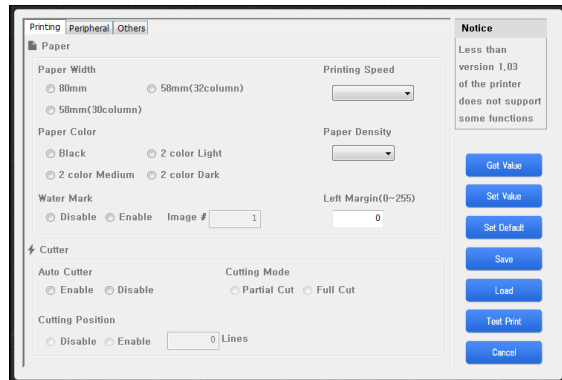 Printing Peripheral Others
Paper
Paper Width
80mm 58mm(32column)
58mm(30column)
Printing Speed
Paper Color
Black 2 color Light
2 color Medium 2 color Dark
Paper Density
Water Mark
Disable Enable Image # 1
Left Margin(0~255)
0
Cutter
Auto Cutter
Enable Disable
Cutting Mode
Partial Cut Full Cut
Cutting Position
Disable Enable 0 Lines
Notice
Less than
version 1.03
of the printer
does not support
some functions
Get Value
Set Value
Set Default
Save
Load
Test Print
Cancel